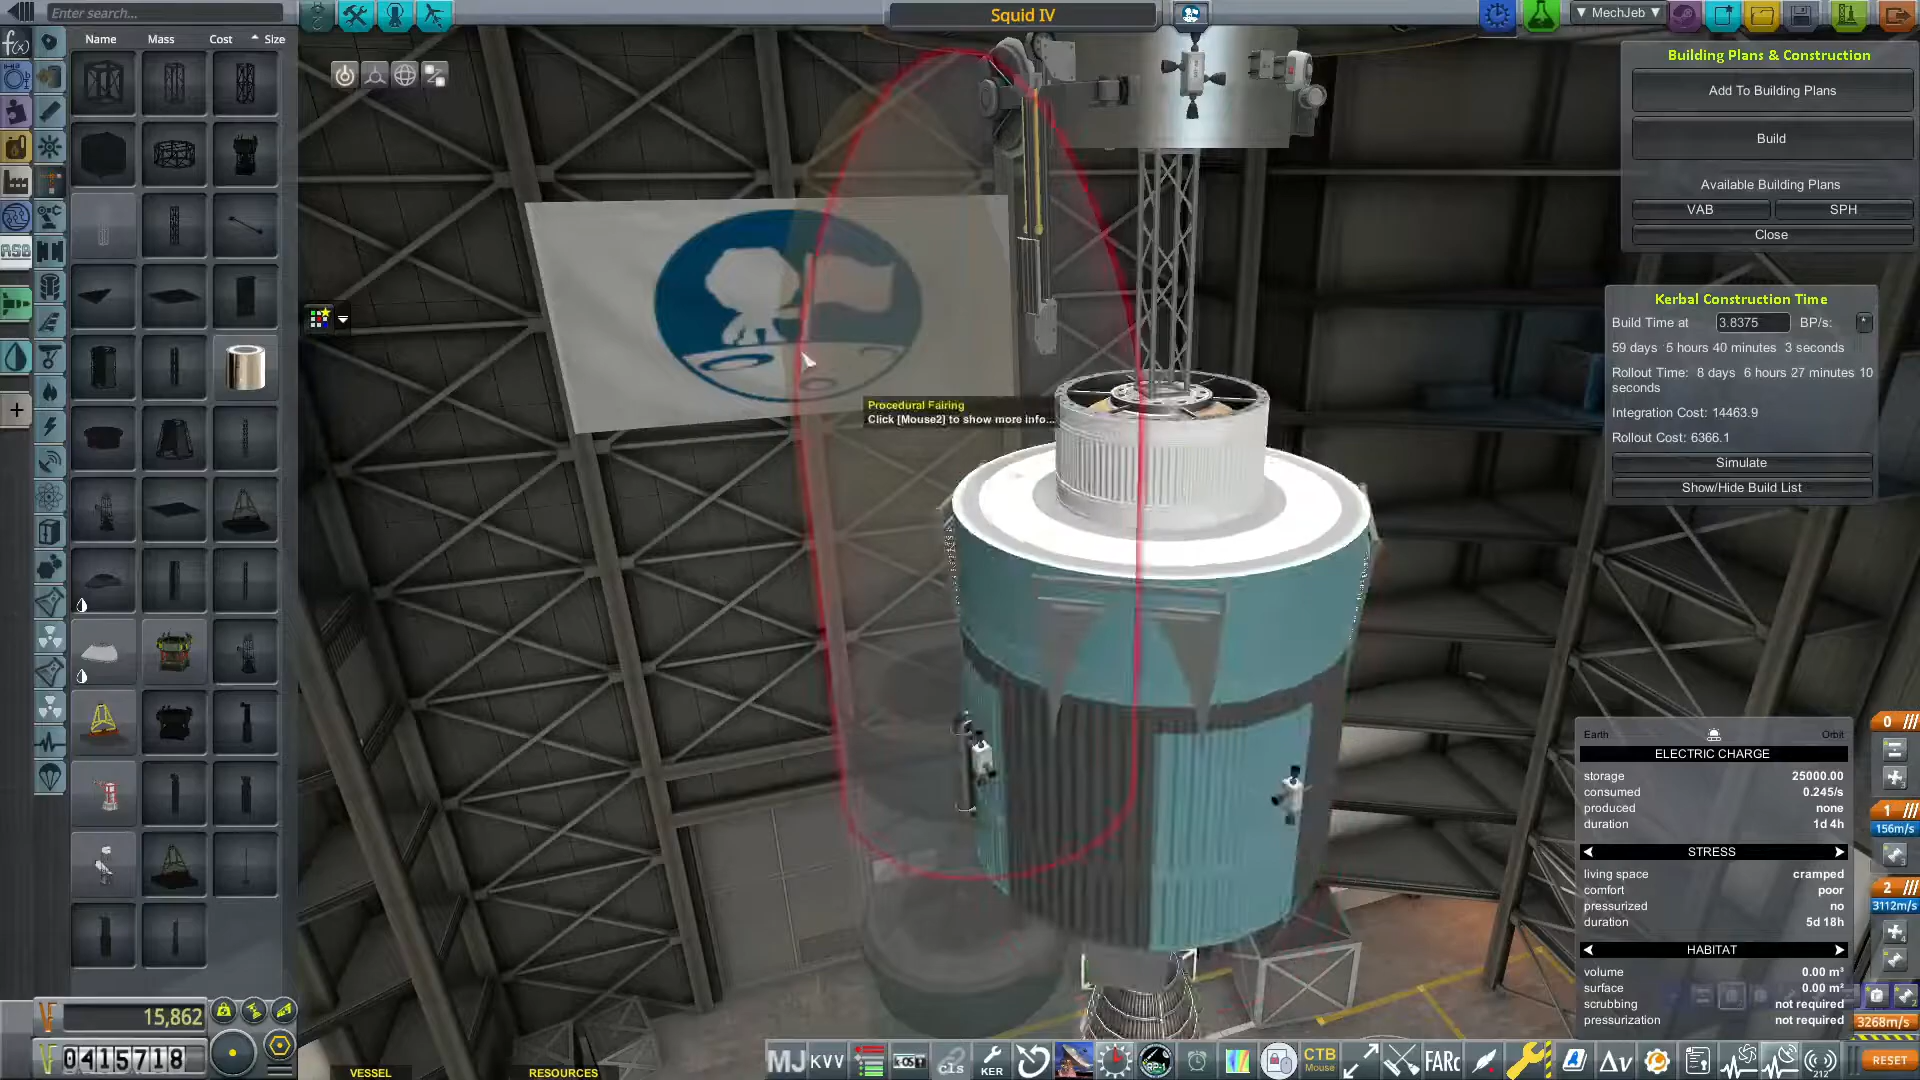 Enter search...
Squid IV
▼ MechJeb ▼
Name Mass Cost Size
Building Plans & Construction
Add To Building Plans
Build
Available Building Plans
VAB SPH
Close
Kerbal Construction Time
Build Time at 3.8375 BP/s: *
59 days 5 hours 40 minutes 3 seconds
Rollout Time: 8 days 6 hours 27 minutes 10
seconds
Integration Cost: 14463.9
Rollout Cost: 6366.1
Simulate
Show/Hide Build List
Procedural Fairing
Click [Mouse2] to show more info...
Earth Orbit
ELECTRIC CHARGE
storage 25000.00
consumed 0.245/s
produced none
duration 1d 4h
STRESS
living space cramped
comfort poor
pressurized no
duration 5d 18h
HABITAT
volume 0.00 m³
surface 0.00 m²
scrubbing not required
pressurization not required
0
1
156m/s
2
3112m/s
3268m/s
15,862
0415718
VESSEL RESOURCES
MJ KVV cls KER CTB Mouse FARc Δv 212 RESET